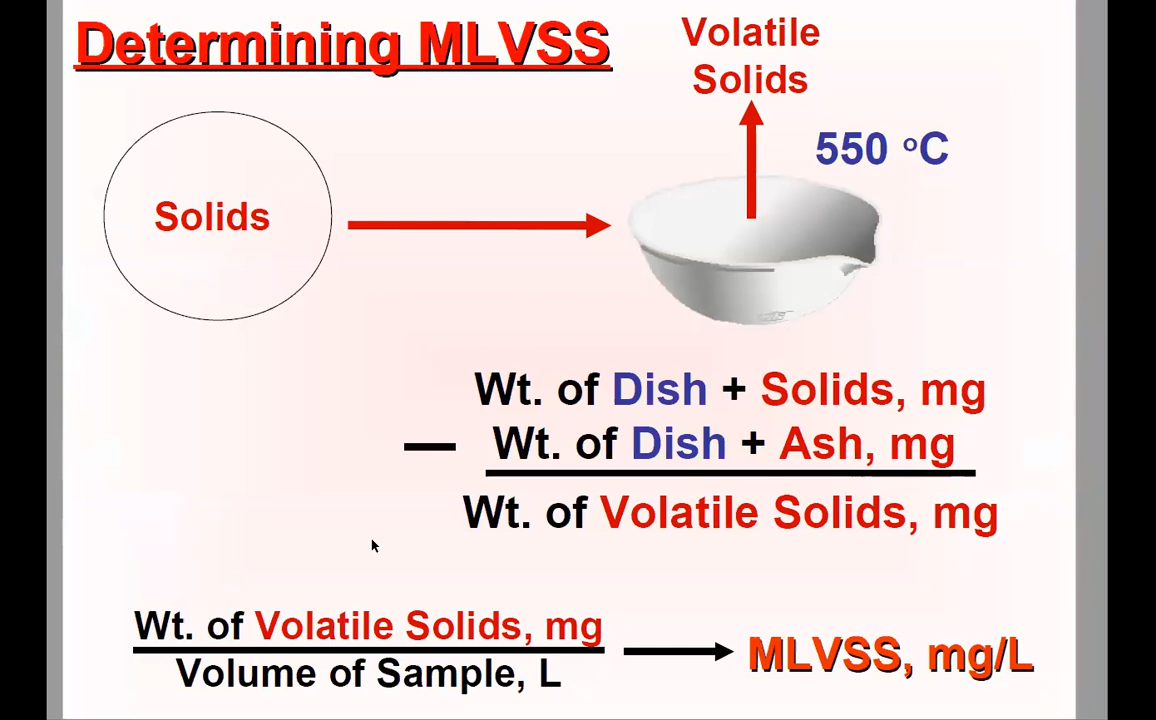 Determining MLVSS
Volatile
Solids
550 °C
Solids
Wt. of Dish + Solids, mg
— Wt. of Dish + Ash, mg
Wt. of Volatile Solids, mg
Wt. of Volatile Solids, mg
Volume of Sample, L
MLVSS, mg/L